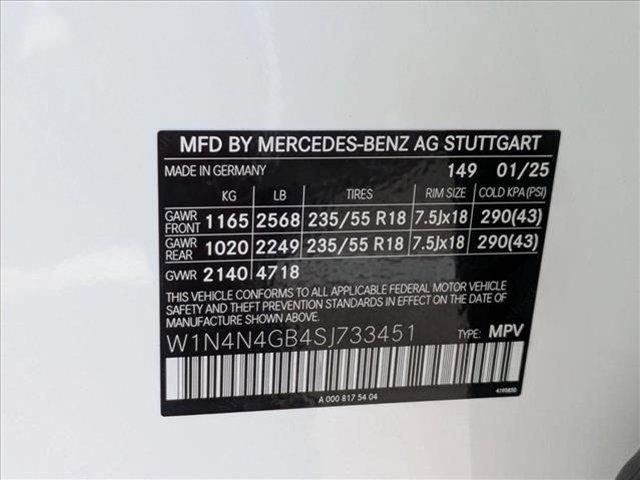 MFD BY MERCEDES-BENZ AG STUTTGART
MADE IN GERMANY 149 01/25
KG LB TIRES RIM SIZE COLD KPA(PSI)
GAWR FRONT 1165 2568 235/55 R18 7.5Jx18 290(43)
GAWR REAR 1020 2249 235/55 R18 7.5Jx18 290(43)
GVWR 2140 4718
THIS VEHICLE CONFORMS TO ALL APPLICABLE FEDERAL MOTOR VEHICLE
SAFETY AND THEFT PREVENTION STANDARDS IN EFFECT ON THE DATE OF
MANUFACTURE SHOWN ABOVE.
W1N4N4GB4SJ733451 TYPE: MPV
A 000 817 54 04